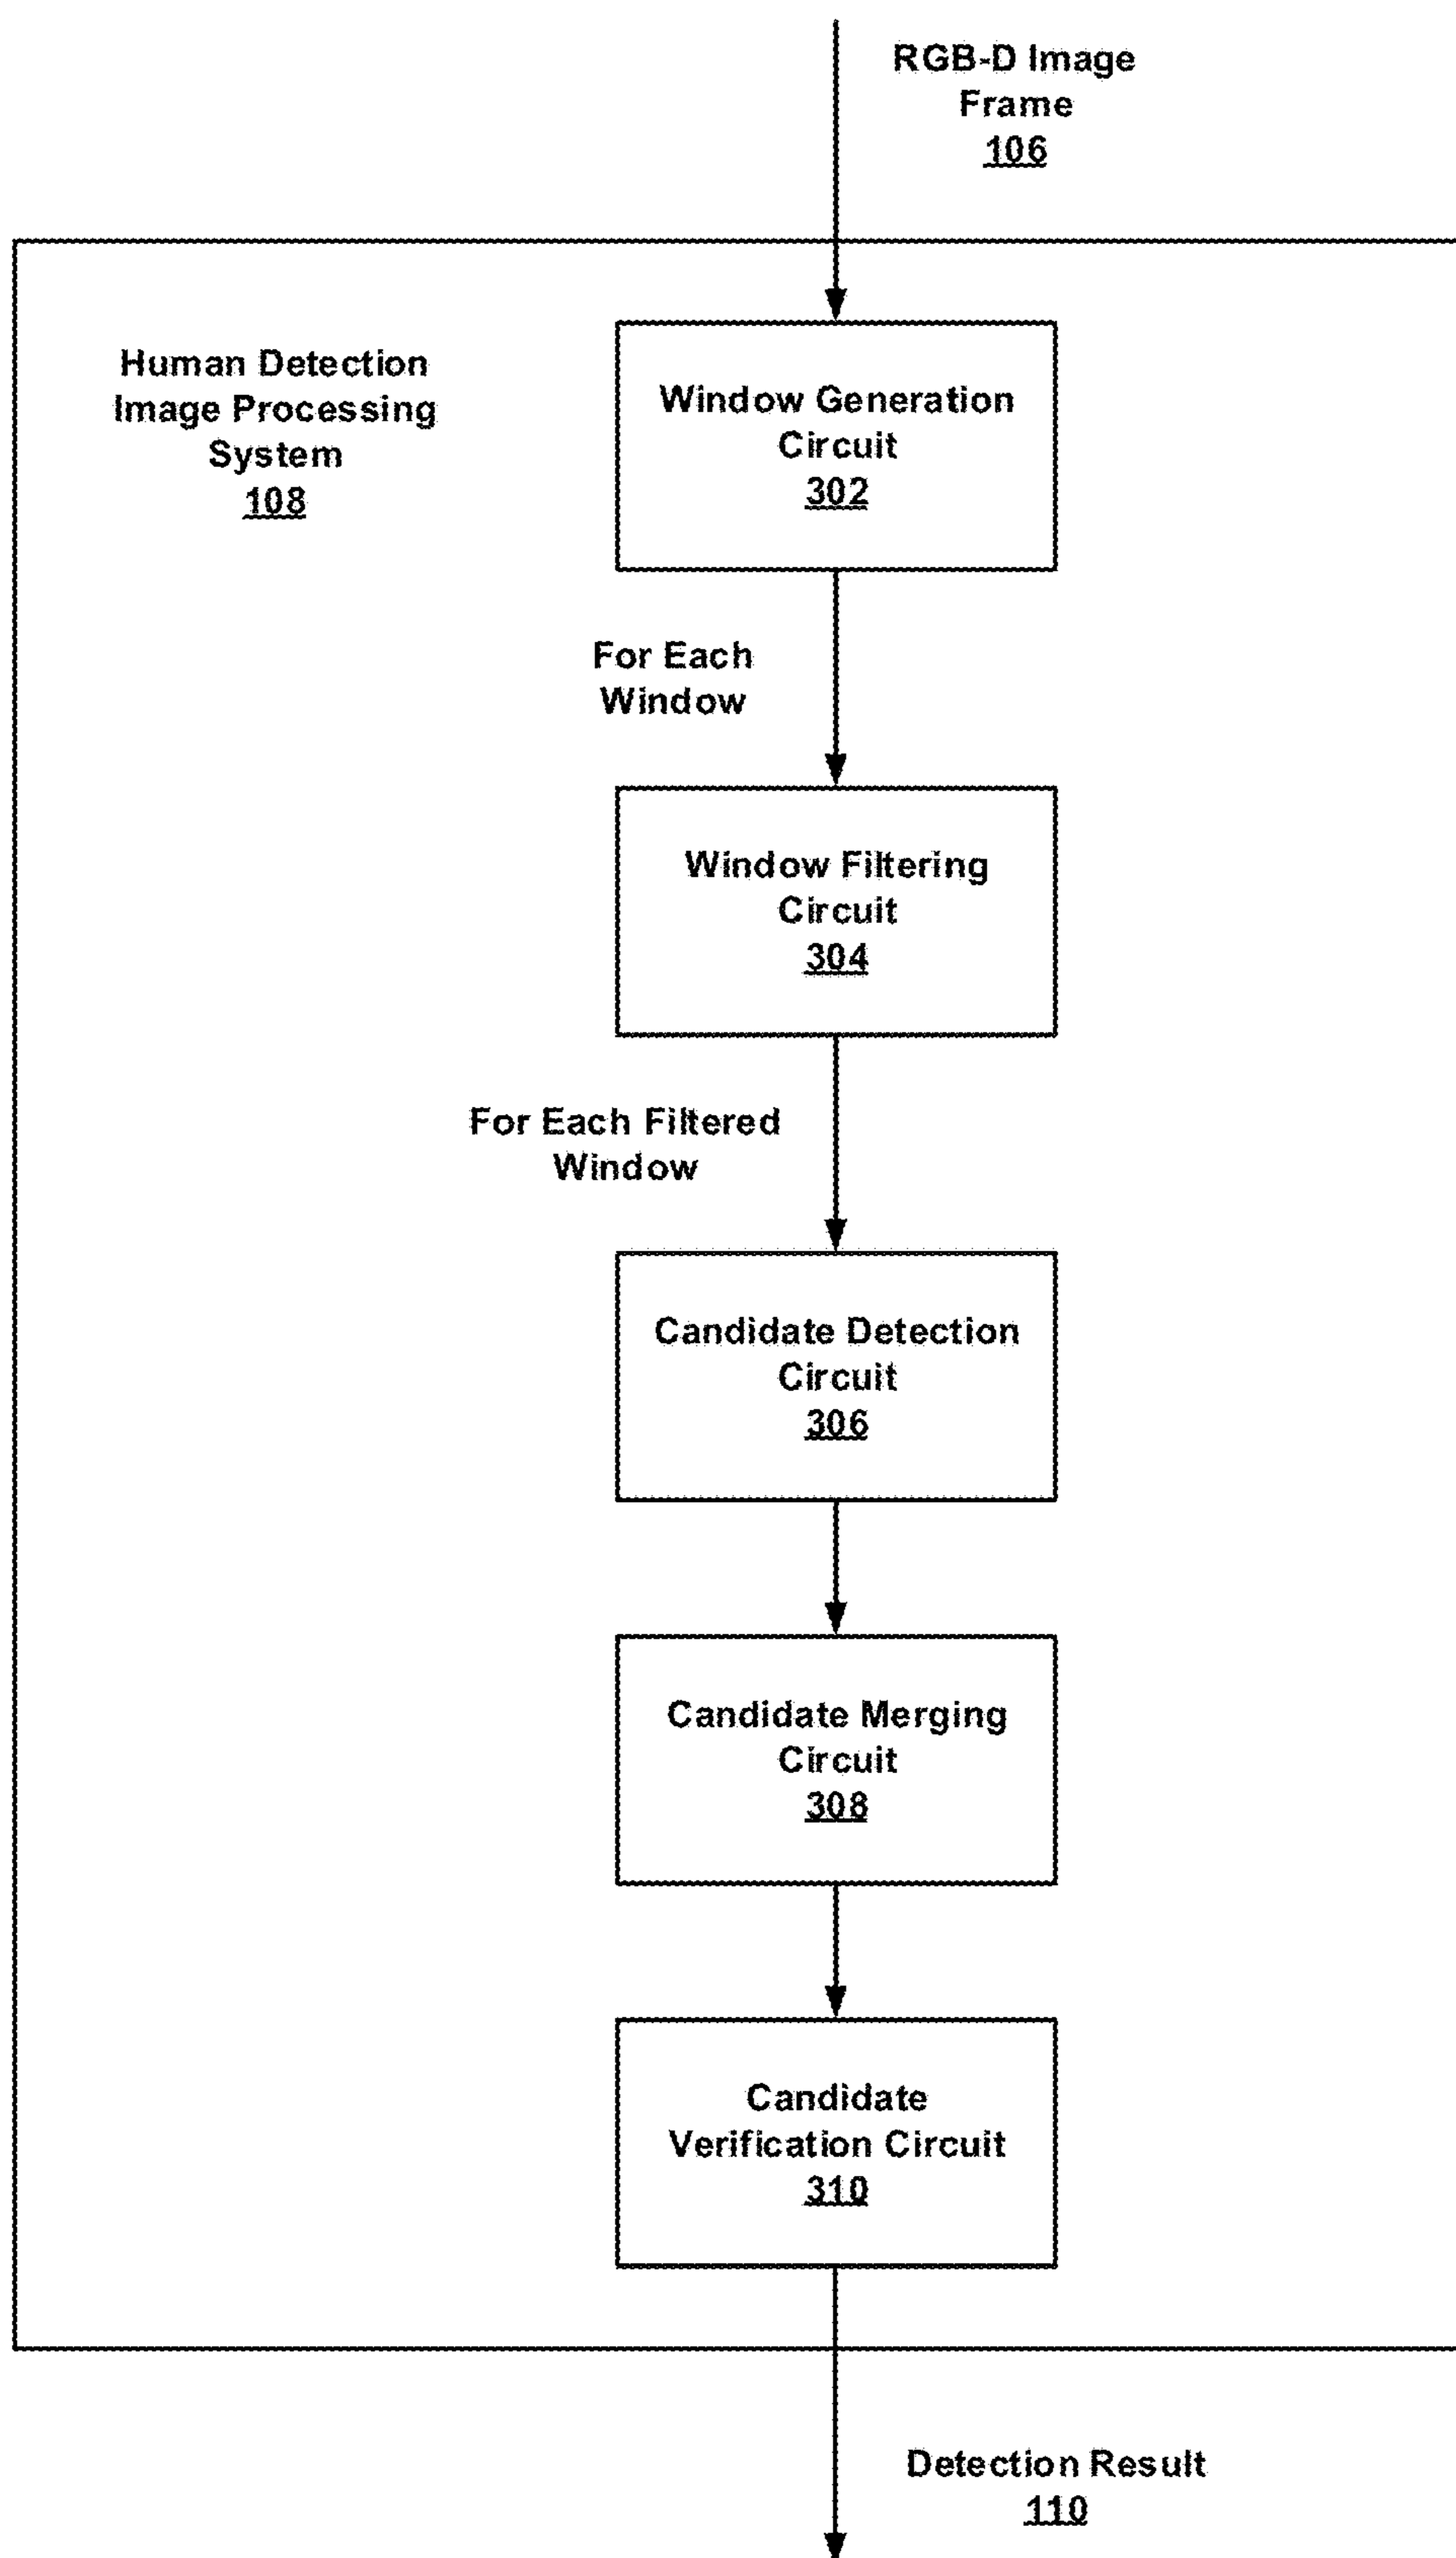 RGB-D Image
Frame
106
Human Detection
Image Processing
System
108
Window Generation
Circuit
302
For Each
Window
Window Filtering
Circuit
304
For Each Filtered
Window
Candidate Detection
Circuit
306
Candidate Merging
Circuit
308
Candidate
Verification Circuit
310
Detection Result
110